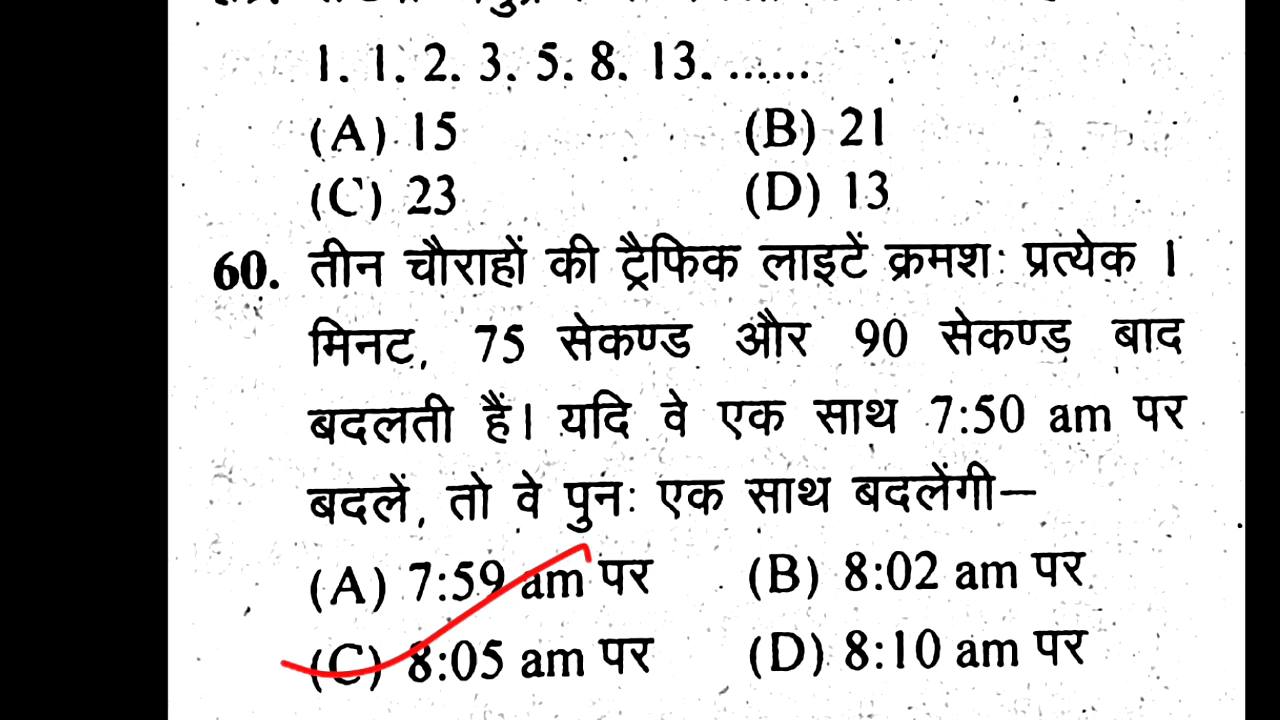 1. 1. 2. 3. 5. 8. 13. ......
(A) 15 (B) 21
(C) 23 (D) 13
60. तीन चौराहों की ट्रैफिक लाइटें क्रमशः प्रत्येक 1
मिनट, 75 सेकण्ड और 90 सेकण्ड बाद
बदलती हैं। यदि वे एक साथ 7:50 am पर
बदलें, तो वे पुनः एक साथ बदलेंगी—
(A) 7:59 am पर (B) 8:02 am पर
(C) 8:05 am पर (D) 8:10 am पर